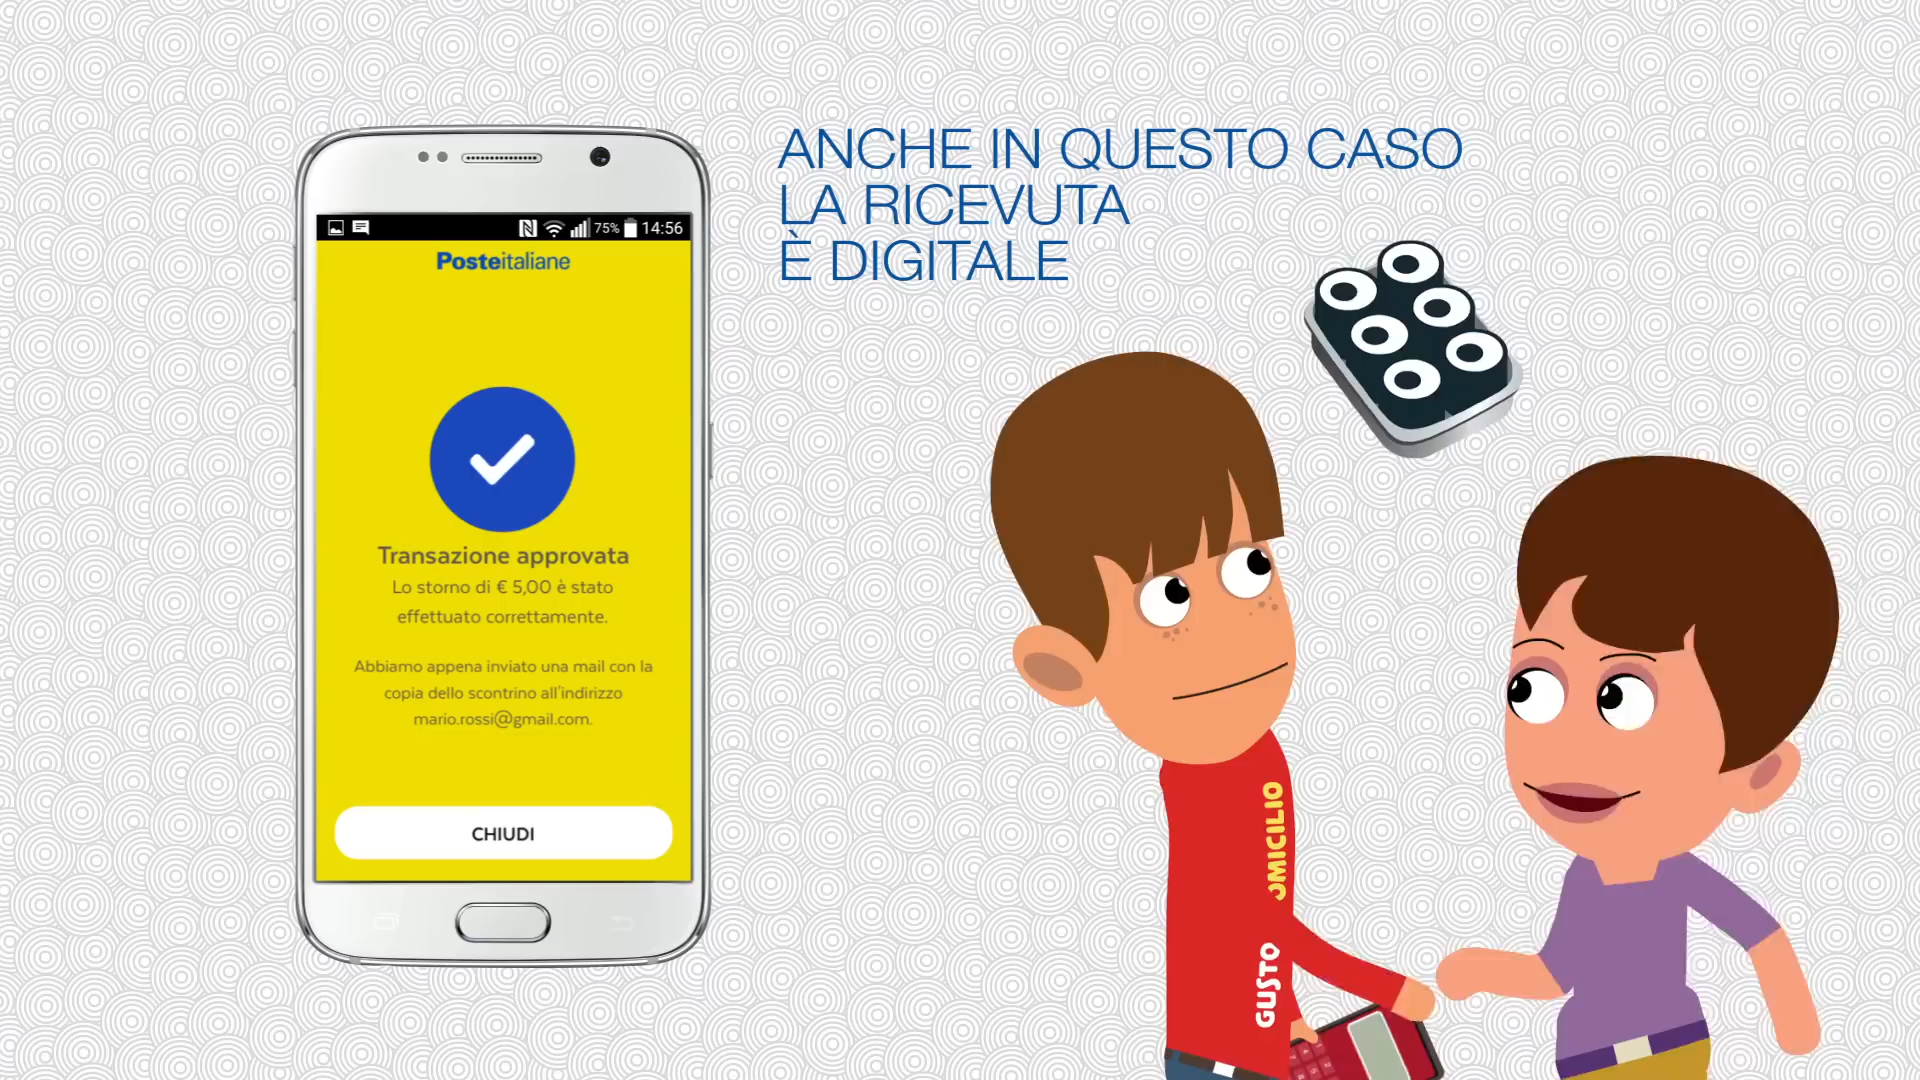 ANCHE IN QUESTO CASO
LA RICEVUTA
È DIGITALE
75% 14:56
Posteitaliane
Transazione approvata
Lo storno di € 5,00 è stato
effettuato correttamente.
Abbiamo appena inviato una mail con la
copia dello scontrino all'indirizzo
mario.rossi@gmail.com.
CHIUDI
GUSTO
OMICILIO